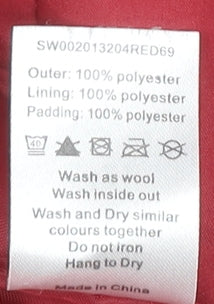 SW002013204RED69
Outer: 100% polyester
Lining: 100% polyester
Padding: 100% polyester
40
Wash as wool
Wash inside out
Wash and Dry similar
colours together
Do not iron
Hang to Dry
Made in China